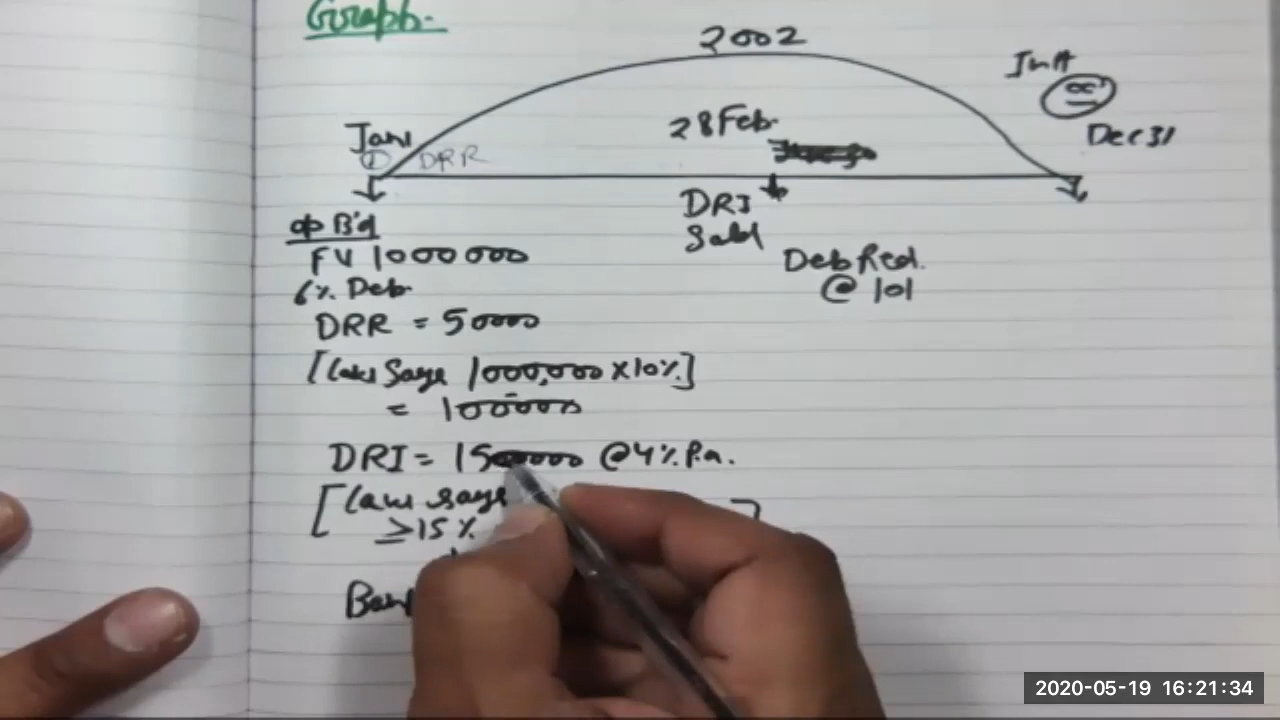 Graph.
2002
Int
Dec 31
28 Feb.
Jan
1
DRR
DRI
Sold
Deb Red.
@ 101
Op B'd
FV 1000000
6% Deb
DRR = 50000
[Law Says 1000,000 x10%]
= 100000
DRI = 150000 @4% P.a.
[Law says
≥15%
2020-05-19 16:21:34